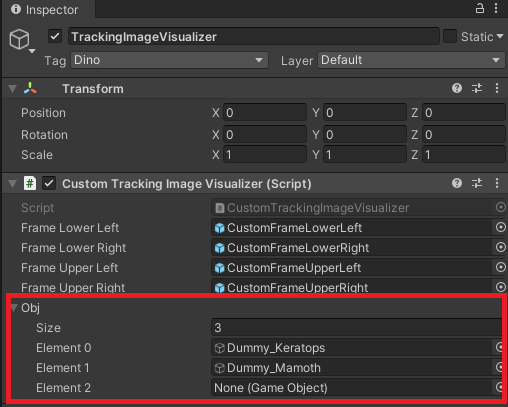 Inspector
TrackingImageVisualizer Static
Tag Dino Layer Default
Transform
Position X 0 Y 0 Z 0
Rotation X 0 Y 0 Z 0
Scale X 1 Y 1 Z 1
# Custom Tracking Image Visualizer (Script)
Script # CustomTrackingImageVisualizer
Frame Lower Left CustomFrameLowerLeft
Frame Lower Right CustomFrameLowerRight
Frame Upper Left CustomFrameUpperLeft
Frame Upper Right CustomFrameUpperRight
Obj
Size 3
Element 0 Dummy_Keratops
Element 1 Dummy_Mamoth
Element 2 None (Game Object)